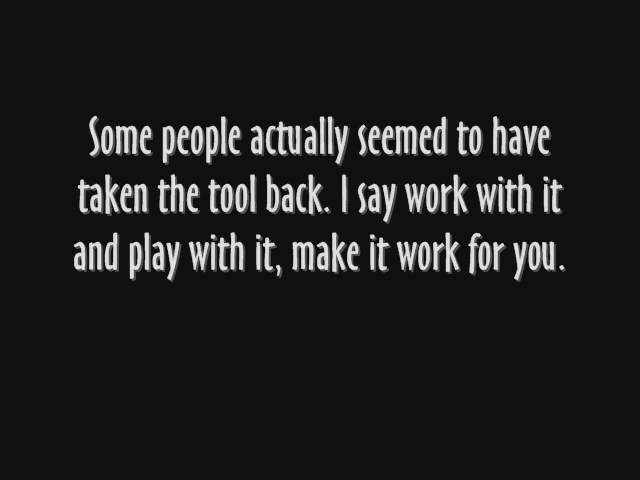 Some people actually seemed to have
taken the tool back. I say work with it
and play with it, make it work for you.